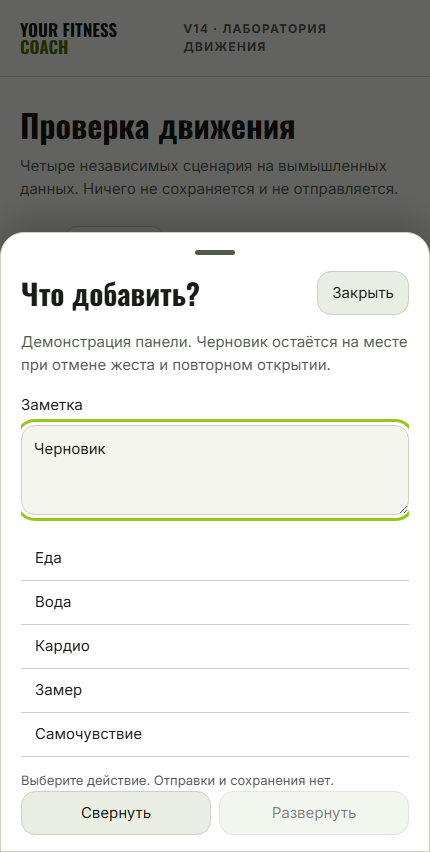 YOUR FITNESS
COACH
V14 · ЛАБОРАТОРИЯ
ДВИЖЕНИЯ
Проверка движения
Четыре независимых сценария на вымышленных
данных. Ничего не сохраняется и не отправляется.
Что добавить?
Закрыть
Демонстрация панели. Черновик остаётся на месте
при отмене жеста и повторном открытии.
Заметка
Черновик
Еда
Вода
Кардио
Замер
Самочувствие
Выберите действие. Отправки и сохранения нет.
Свернуть
Развернуть